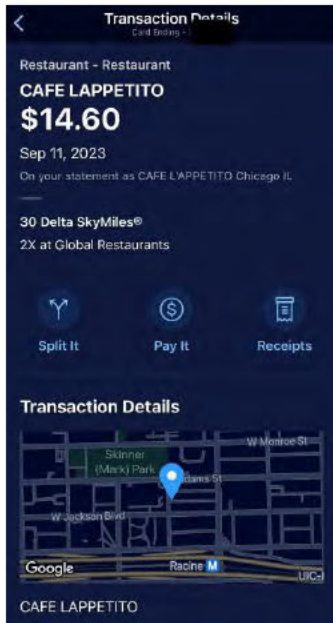 Transaction Details
Card Ending -
Restaurant - Restaurant
CAFE LAPPETITO
$14.60
Sep 11, 2023
On your statement as CAFE L'APPETITO Chicago IL
30 Delta SkyMiles®
2X at Global Restaurants
Split It
Pay It
Receipts
Transaction Details
W Monroe St
Skinner
(Mark) Park
dams St
W Jackson Blvd
Google
Racine M
UIC-
CAFE LAPPETITO